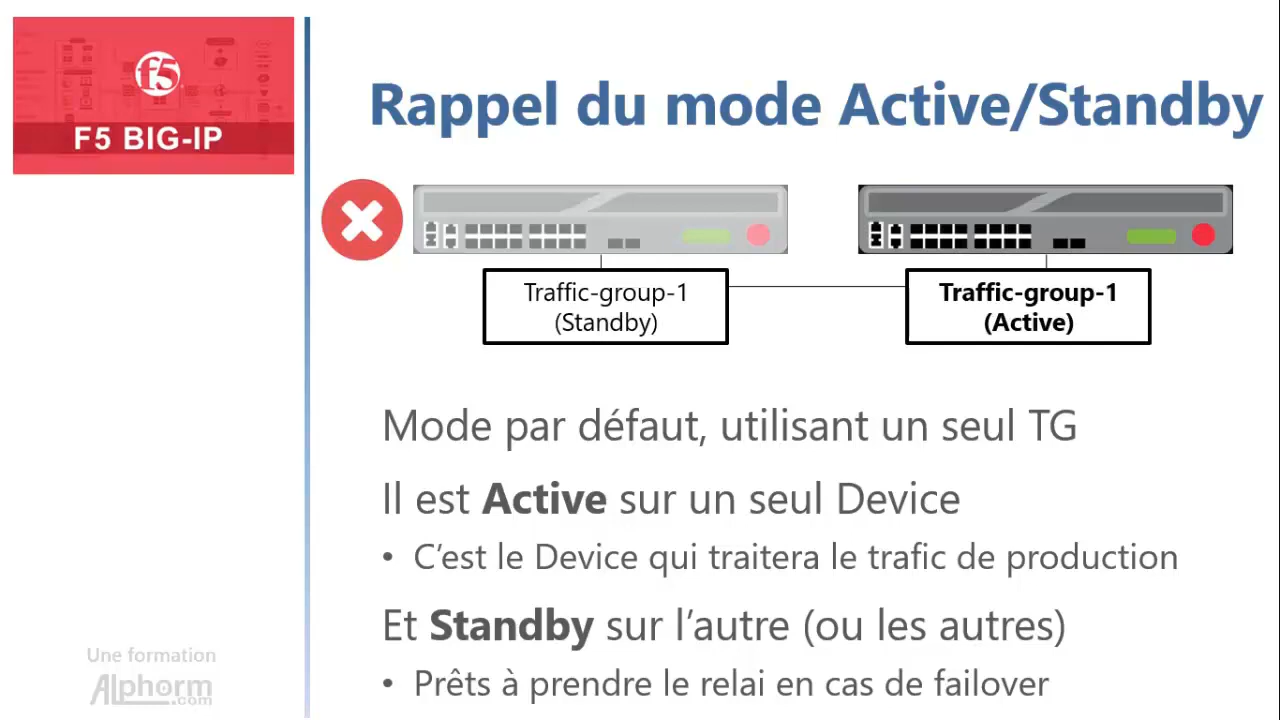 f5
F5 BIG-IP
Rappel du mode Active/Standby
Traffic-group-1
(Standby)
Traffic-group-1
(Active)
Mode par défaut, utilisant un seul TG
Il est Active sur un seul Device
• C’est le Device qui traitera le trafic de production
Et Standby sur l’autre (ou les autres)
• Prêts à prendre le relai en cas de failover
Une formation
Alphorm
.com